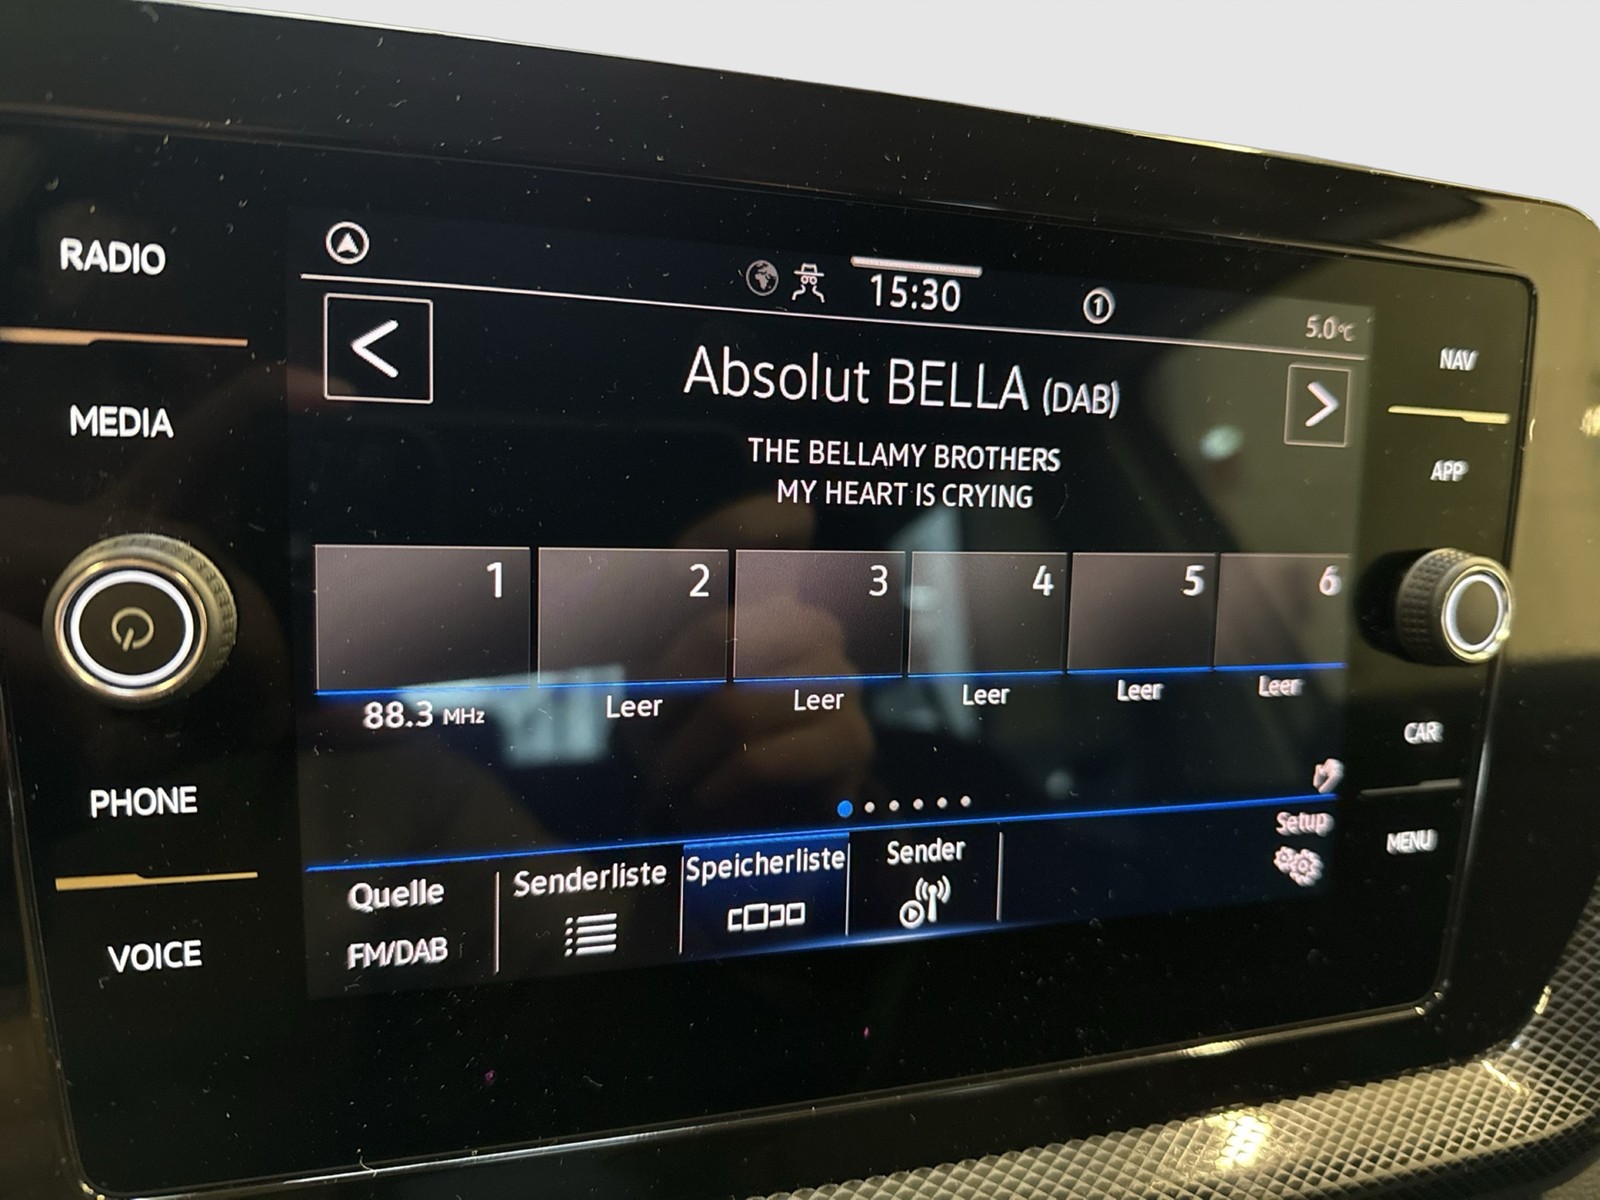 RADIO
MEDIA
PHONE
VOICE
15:30
1
5.0°C
Absolut BELLA (DAB)
THE BELLAMY BROTHERS
MY HEART IS CRYING
1 2 3 4 5 6
88.3 MHz Leer Leer Leer Leer Leer
Setup
Quelle Senderliste Speicherliste Sender
FM/DAB
NAV
APP
CAR
MENU